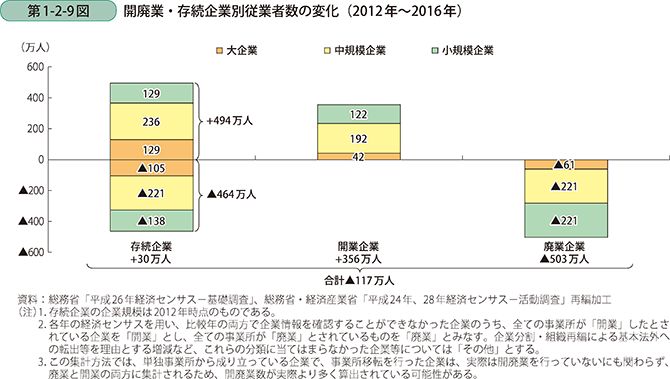 第1-2-9図 開廃業・存続企業別従業者数の変化（2012年～2016年）
（万人） 大企業 中規模企業 小規模企業
600
400
200
0
▲200
▲400
▲600
129
236
129
▲105
▲221
▲138
+494万人
▲464万人
122
192
42
▲61
▲221
▲221
存続企業 開業企業 廃業企業
+30万人 +356万人 ▲503万人
合計▲117万人
資料：総務省「平成26年経済センサス－基礎調査」、総務省・経済産業省「平成24年、28年経済センサス－活動調査」再編加工
（注）1. 存続企業の企業規模は2012年時点のものである。
2. 各年の経済センサスを用い、比較年の両方で企業情報を確認することができなかった企業のうち、全ての事業所が「開業」したとさ
れている企業を「開業」とし、全ての事業所が「廃業」とされているものを「廃業」とみなす。企業分割・組織再編による基本法外へ
の転出等を理由とする増減など、これらの分類に当てはまらなかった企業等については「その他」とする。
3. この集計方法では、単独事業所から成り立っている企業で、事業所移転を行った企業は、実際は開廃業を行っていないにも関わらず、
廃業と開業の両方に集計されるため、開廃業数が実際より多く算出されている可能性がある。